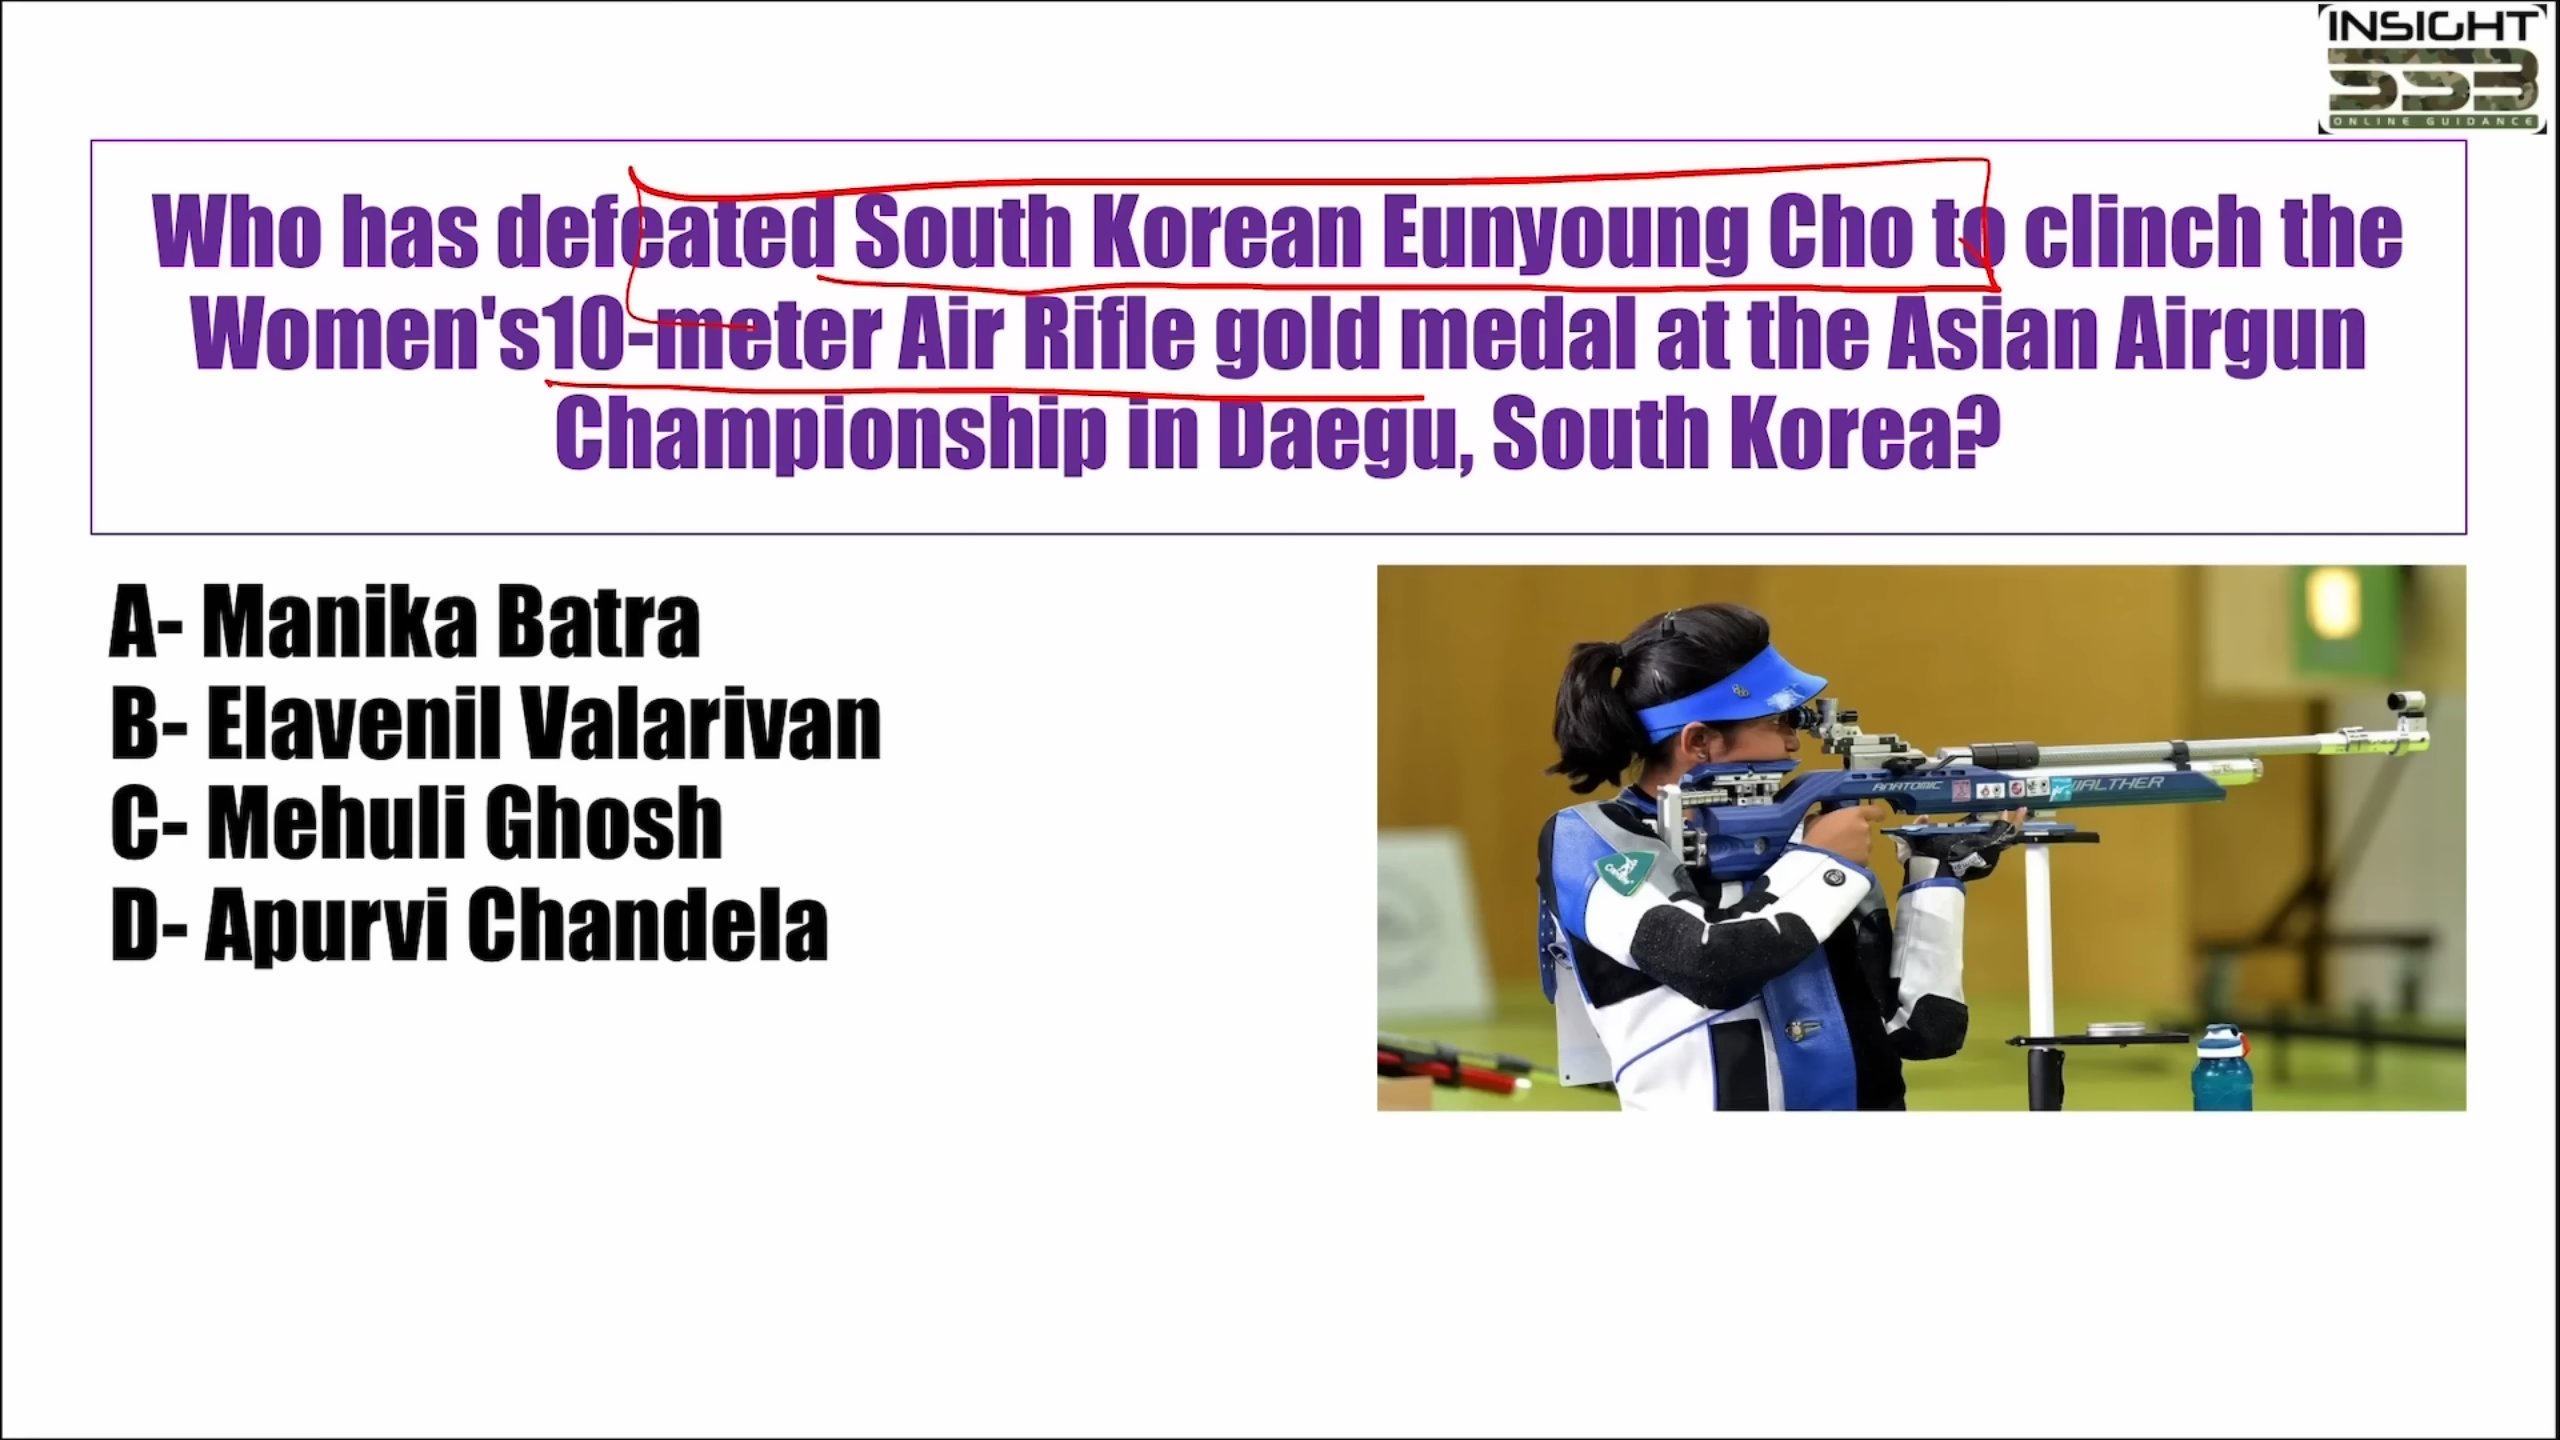 INSIGHT
SSB
ONLINE GUIDANCE
Who has defeated South Korean Eunyoung Cho to clinch the
Women's10-meter Air Rifle gold medal at the Asian Airgun
Championship in Daegu, South Korea?
A- Manika Batra
B- Elavenil Valarivan
C- Mehuli Ghosh
D- Apurvi Chandela
ANATOMIC WALTHER